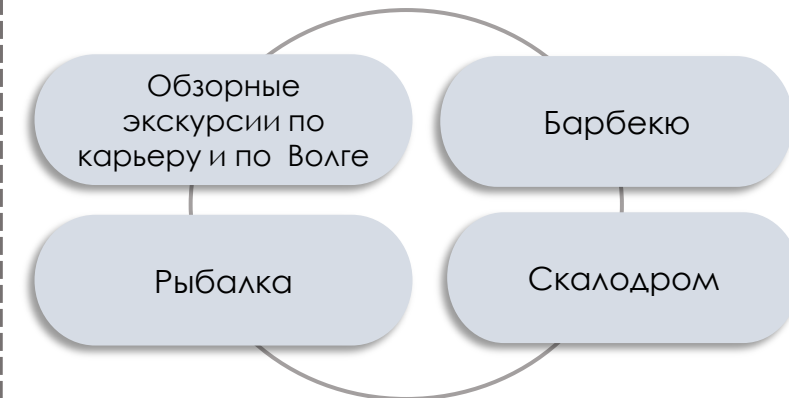 Обзорные
экскурсии по
карьеру и по Волге
Барбекю
Рыбалка
Скалодром